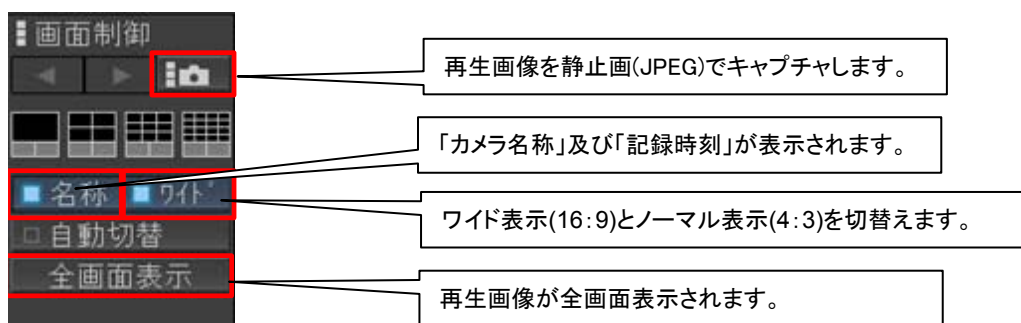 画面制御
再生画像を静止画(JPEG)でキャプチャします。
「カメラ名称」及び「記録時刻」が表示されます。
名称 ワイド
ワイド表示(16:9)とノーマル表示(4:3)を切替えます。
自動切替
全画面表示
再生画像が全画面表示されます。